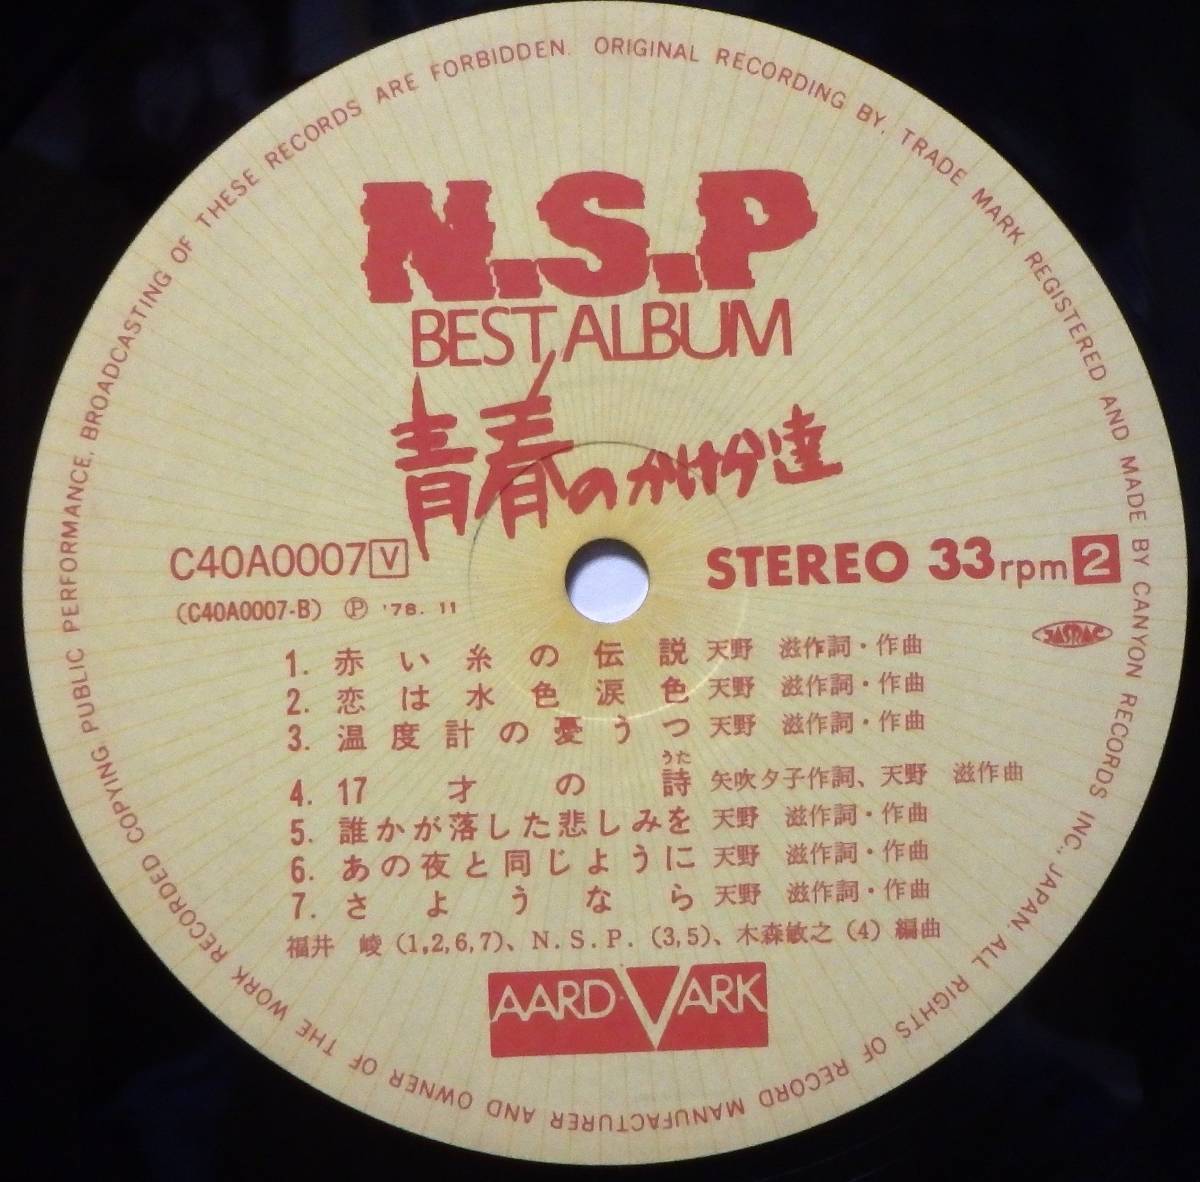 N.S.P
BEST ALBUM
青春のかけら達
C40A0007 V
(C40A0007-B) Ⓟ '78. 11
STEREO 33rpm 2
JASRAC
1. 赤い糸の伝説 天野 滋作詞・作曲
2. 恋は水色涙色 天野 滋作詞・作曲
3. 温度計の憂うつ 天野 滋作詞・作曲
うた
4. 17才の詩 矢吹夕子作詞、天野 滋作曲
5. 誰かが落した悲しみを 天野 滋作詞・作曲
6. あの夜と同じように 天野 滋作詞・作曲
7. さようなら 天野 滋作詞・作曲
福井 崚 (1,2,6,7)、N.S.P. (3,5)、木森敏之 (4) 編曲
AARD-VARK
ORIGINAL RECORDING BY, TRADE MARK REGISTERED AND MADE BY CANYON RECORDS INC., JAPAN. ALL RIGHTS OF RECORD MANUFACTURER AND OWNER OF THE WORK RECORDED COPYING, PUBLIC PERFORMANCE, BROADCASTING OF THESE RECORDS ARE FORBIDDEN.